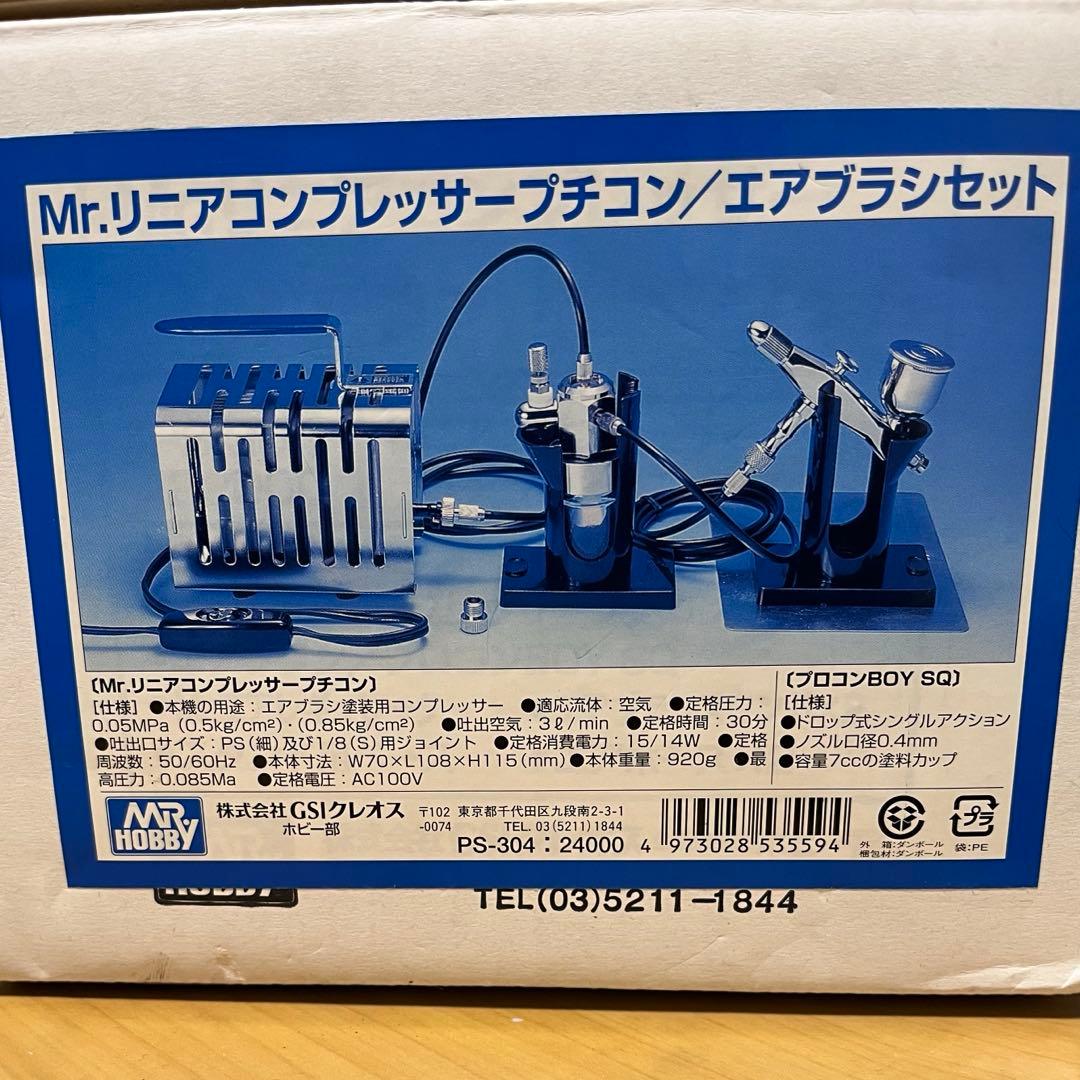 Mr.リニアコンプレッサープチコン/エアブラシセット
〔Mr.リニアコンプレッサープチコン〕
[仕様] ●本機の用途：エアブラシ塗装用コンプレッサー ●適応流体：空気 ●定格圧力：
0.05MPa (0.5kg/cm²)・(0.85kg/cm²) ●吐出空気：3ℓ/min ●定格時間：30分
●吐出口サイズ：PS(細)及び1/8(S)用ジョイント ●定格消費電力：15/14W ●定格
周波数：50/60Hz ●本体寸法：W70×L108×H115(mm) ●本体重量：920g ●最
高圧力：0.085Ma ●定格電圧：AC100V
〔プロコンBOY SQ〕
[仕様]
●ドロップ式シングルアクション
●ノズル口径0.4mm
●容量7ccの塗料カップ
MR HOBBY
株式会社GSIクレオス
ホビー部
〒102-0074 東京都千代田区九段南2-3-1
TEL. 03(5211)1844
PS-304：24000
4 973028 535594
外 箱:ダンボール
梱包材:ダンボール
プラ
袋:PE
HOBBY
TEL(03)5211-1844